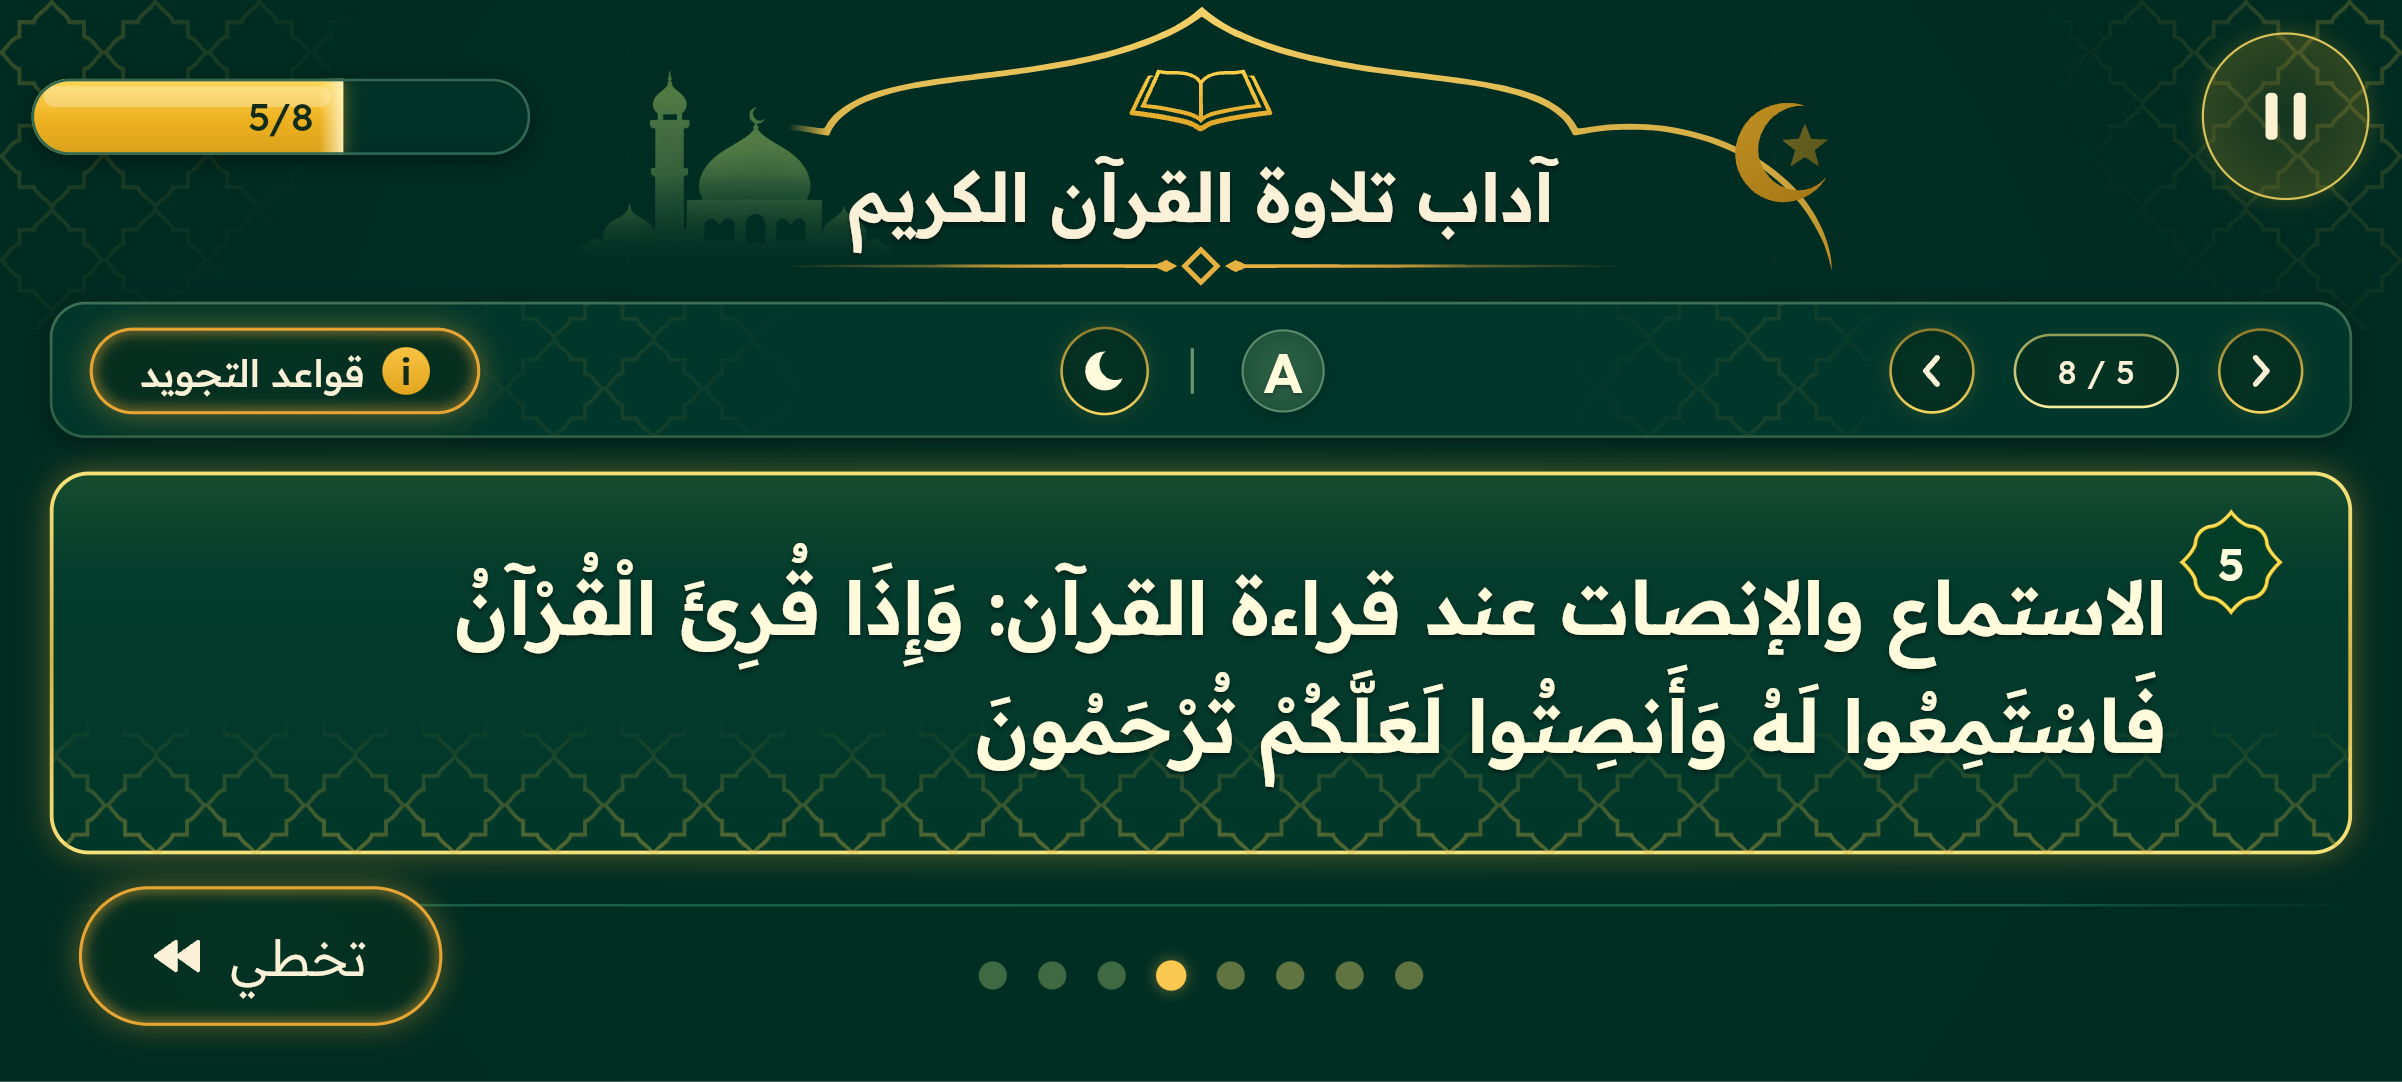 5/8
آداب تلاوة القرآن الكريم
8 / 5
A
قواعد التجويد
5
الاستماع والإنصات عند قراءة القرآن: وَإِذَا قُرِئَ الْقُرْآنُ
فَاسْتَمِعُوا لَهُ وَأَنصِتُوا لَعَلَّكُمْ تُرْحَمُونَ
تخطي